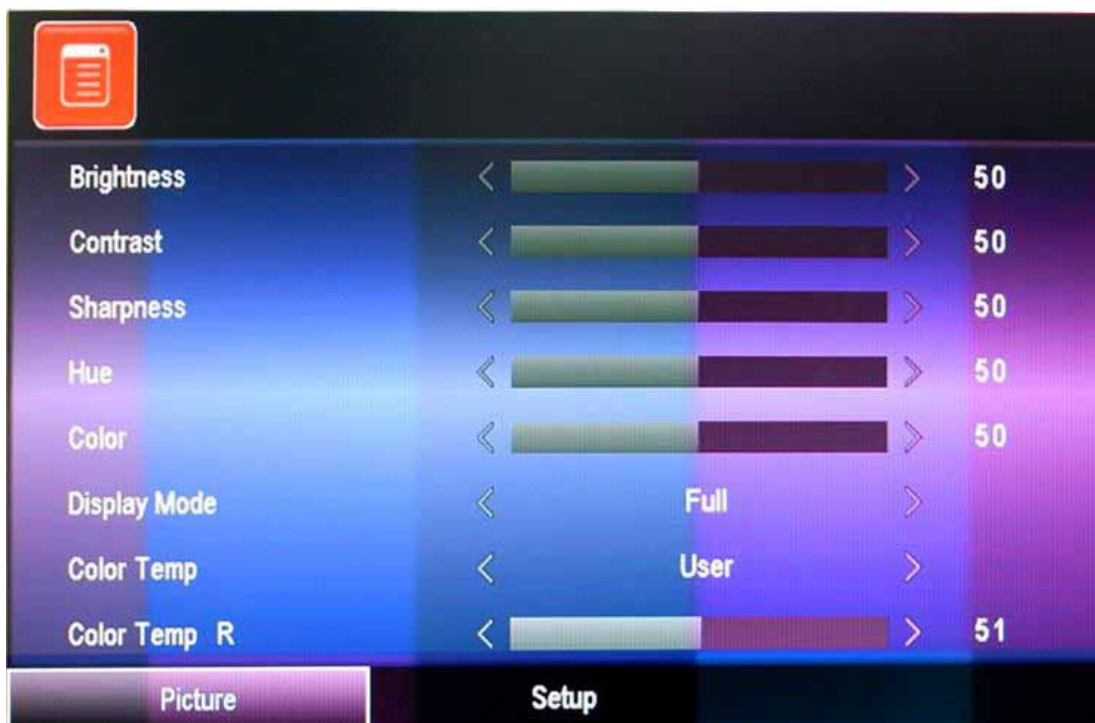 Brightness 50
Contrast 50
Sharpness 50
Hue 50
Color 50
Display Mode Full
Color Temp User
Color Temp R 51
Picture Setup